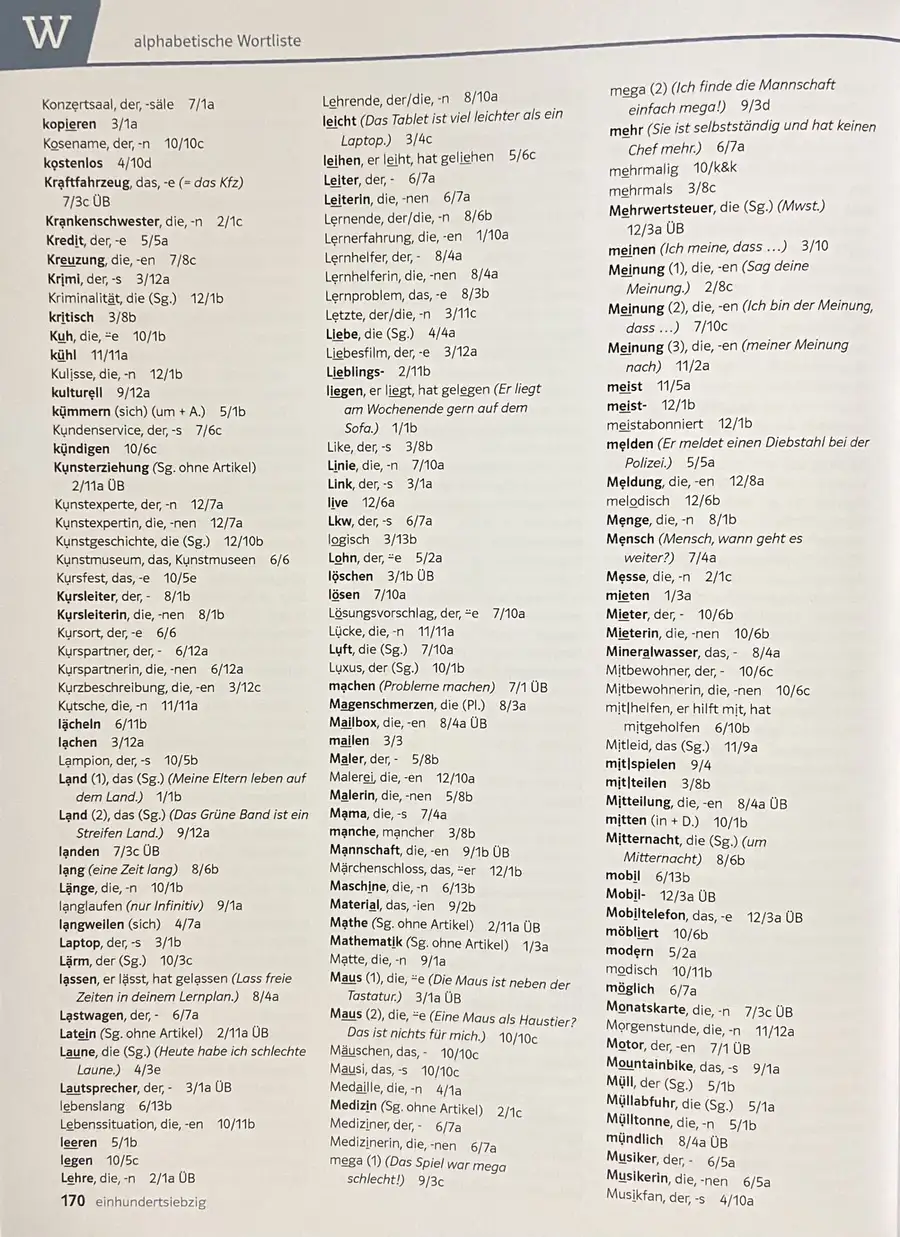 W
alphabetische Wortliste
Konzertsaal, der, -säle 7/1a
kopieren 3/1a
Kosename, der, -n 10/10c
kostenlos 4/10d
Kraftfahrzeug, das, -e (= das Kfz)
7/3c ÜB
Krankenschwester, die, -n 2/1c
Kredit, der, -e 5/5a
Kreuzung, die, -en 7/8c
Krimi, der, -s 3/12a
Kriminalität, die (Sg.) 12/1b
kritisch 3/8b
Kuh, die, ⸚e 10/1b
kühl 11/11a
Kulisse, die, -n 12/1b
kulturell 9/12a
kümmern (sich) (um + A.) 5/1b
Kundenservice, der, -s 7/6c
kündigen 10/6c
Kunsterziehung (Sg. ohne Artikel)
2/11a ÜB
Kunstexperte, der, -n 12/7a
Kunstexpertin, die, -nen 12/7a
Kunstgeschichte, die (Sg.) 12/10b
Kunstmuseum, das, Kunstmuseen 6/6
Kursfest, das, -e 10/5e
Kursleiter, der, - 8/1b
Kursleiterin, die, -nen 8/1b
Kursort, der, -e 6/6
Kurspartner, der, - 6/12a
Kurspartnerin, die, -nen 6/12a
Kurzbeschreibung, die, -en 3/12c
Kutsche, die, -n 11/11a
lächeln 6/11b
lachen 3/12a
Lampion, der, -s 10/5b
Land (1), das (Sg.) (Meine Eltern leben auf
dem Land.) 1/1b
Land (2), das (Sg.) (Das Grüne Band ist ein
Streifen Land.) 9/12a
landen 7/3c ÜB
lang (eine Zeit lang) 8/6b
Länge, die, -n 10/1b
langlaufen (nur Infinitiv) 9/1a
langweilen (sich) 4/7a
Laptop, der, -s 3/1b
Lärm, der (Sg.) 10/3c
lassen, er lässt, hat gelassen (Lass freie
Zeiten in deinem Lernplan.) 8/4a
Lastwagen, der, - 6/7a
Latein (Sg. ohne Artikel) 2/11a ÜB
Laune, die (Sg.) (Heute habe ich schlechte
Laune.) 4/3e
Lautsprecher, der, - 3/1a ÜB
lebenslang 6/13b
Lebenssituation, die, -en 10/11b
leeren 5/1b
legen 10/5c
Lehre, die, -n 2/1a ÜB
Lehrende, der/die, -n 8/10a
leicht (Das Tablet ist viel leichter als ein
Laptop.) 3/4c
leihen, er leiht, hat geliehen 5/6c
Leiter, der, - 6/7a
Leiterin, die, -nen 6/7a
Lernende, der/die, -n 8/6b
Lernerfahrung, die, -en 1/10a
Lernhelfer, der, - 8/4a
Lernhelferin, die, -nen 8/4a
Lernproblem, das, -e 8/3b
Letzte, der/die, -n 3/11c
Liebe, die (Sg.) 4/4a
Liebesfilm, der, -e 3/12a
Lieblings- 2/11b
liegen, er liegt, hat gelegen (Er liegt
am Wochenende gern auf dem
Sofa.) 1/1b
Like, der, -s 3/8b
Linie, die, -n 7/10a
Link, der, -s 3/1a
live 12/6a
Lkw, der, -s 6/7a
logisch 3/13b
Lohn, der, ⸚e 5/2a
löschen 3/1b ÜB
lösen 7/10a
Lösungsvorschlag, der, ⸚e 7/10a
Lücke, die, -n 11/11a
Luft, die (Sg.) 7/10a
Luxus, der (Sg.) 10/1b
machen (Probleme machen) 7/1 ÜB
Magenschmerzen, die (Pl.) 8/3a
Mailbox, die, -en 8/4a ÜB
mailen 3/3
Maler, der, - 5/8b
Malerei, die, -en 12/10a
Malerin, die, -nen 5/8b
Mama, die, -s 7/4a
manche, mancher 3/8b
Mannschaft, die, -en 9/1b ÜB
Märchenschloss, das, ⸚er 12/1b
Maschine, die, -n 6/13b
Material, das, -ien 9/2b
Mathe (Sg. ohne Artikel) 2/11a ÜB
Mathematik (Sg. ohne Artikel) 1/3a
Matte, die, -n 9/1a
Maus (1), die, ⸚e (Die Maus ist neben der
Tastatur.) 3/1a ÜB
Maus (2), die, ⸚e (Eine Maus als Haustier?
Das ist nichts für mich.) 10/10c
Mäuschen, das, - 10/10c
Mausi, das, -s 10/10c
Medaille, die, -n 4/1a
Medizin (Sg. ohne Artikel) 2/1c
Mediziner, der, - 6/7a
Medizinerin, die, -nen 6/7a
mega (1) (Das Spiel war mega
schlecht!) 9/3c
mega (2) (Ich finde die Mannschaft
einfach mega!) 9/3d
mehr (Sie ist selbstständig und hat keinen
Chef mehr.) 6/7a
mehrmalig 10/k&k
mehrmals 3/8c
Mehrwertsteuer, die (Sg.) (Mwst.)
12/3a ÜB
meinen (Ich meine, dass ...) 3/10
Meinung (1), die, -en (Sag deine
Meinung.) 2/8c
Meinung (2), die, -en (Ich bin der Meinung,
dass ...) 7/10c
Meinung (3), die, -en (meiner Meinung
nach) 11/2a
meist 11/5a
meist- 12/1b
meistabonniert 12/1b
melden (Er meldet einen Diebstahl bei der
Polizei.) 5/5a
Meldung, die, -en 12/8a
melodisch 12/6b
Menge, die, -n 8/1b
Mensch (Mensch, wann geht es
weiter?) 7/4a
Messe, die, -n 2/1c
mieten 1/3a
Mieter, der, - 10/6b
Mieterin, die, -nen 10/6b
Mineralwasser, das, - 8/4a
Mitbewohner, der, - 10/6c
Mitbewohnerin, die, -nen 10/6c
mit|helfen, er hilft mit, hat
mitgeholfen 6/10b
Mitleid, das (Sg.) 11/9a
mit|spielen 9/4
mit|teilen 3/8b
Mitteilung, die, -en 8/4a ÜB
mitten (in + D.) 10/1b
Mitternacht, die (Sg.) (um
Mitternacht) 8/6b
mobil 6/13b
Mobil- 12/3a ÜB
Mobiltelefon, das, -e 12/3a ÜB
möbliert 10/6b
modern 5/2a
modisch 10/11b
möglich 6/7a
Monatskarte, die, -n 7/3c ÜB
Morgenstunde, die, -n 11/12a
Motor, der, -en 7/1 ÜB
Mountainbike, das, -s 9/1a
Müll, der (Sg.) 5/1b
Müllabfuhr, die (Sg.) 5/1a
Mülltonne, die, -n 5/1b
mündlich 8/4a ÜB
Musiker, der, - 6/5a
Musikerin, die, -nen 6/5a
Musikfan, der, -s 4/10a
170 einhundertsiebzig